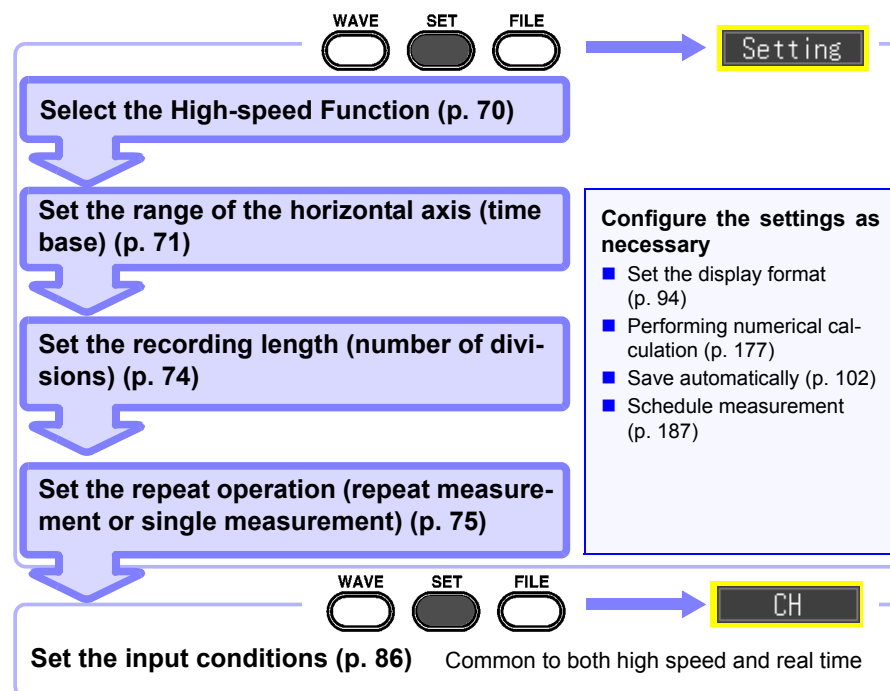 WAVE SET FILE
Setting
Select the High-speed Function (p. 70)
Set the range of the horizontal axis (time
base) (p. 71)
Set the recording length (number of divi-
sions) (p. 74)
Set the repeat operation (repeat measure-
ment or single measurement) (p. 75)
Configure the settings as
necessary
Set the display format
(p. 94)
Performing numerical cal-
culation (p. 177)
Save automatically (p. 102)
Schedule measurement
(p. 187)
WAVE SET FILE
CH
Set the input conditions (p. 86) Common to both high speed and real time